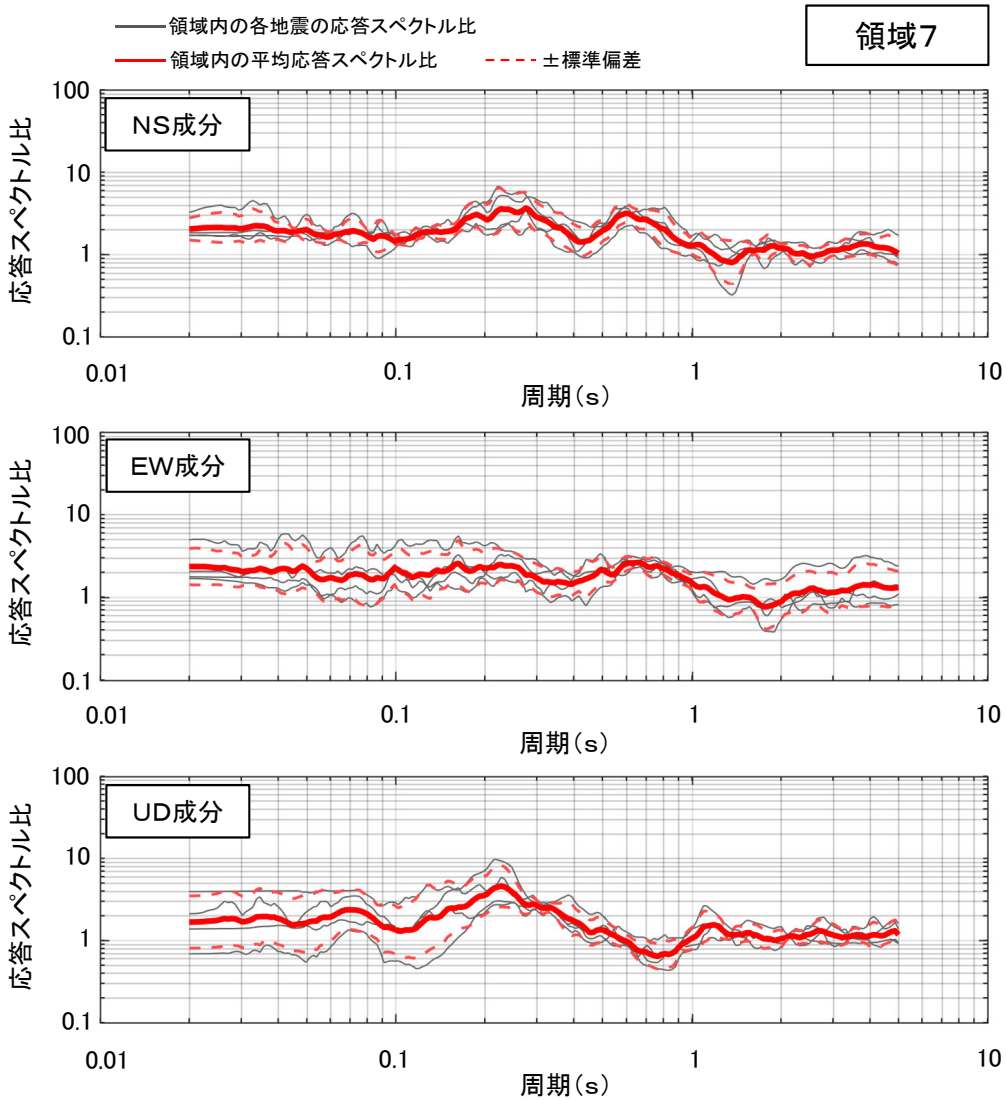 領域内の各地震の応答スペクトル比
領域内の平均応答スペクトル比 ±標準偏差
領域7
応答スペクトル比
100
10
1
0.1
NS成分
0.01 0.1 1 10
周期(s)
応答スペクトル比
100
10
1
0.1
EW成分
0.01 0.1 1 10
周期(s)
応答スペクトル比
100
10
1
0.1
UD成分
0.01 0.1 1 10
周期(s)